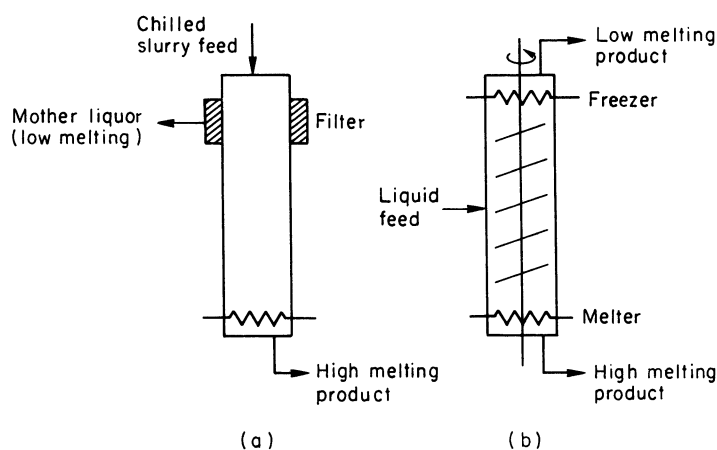 Chilled
slurry feed
Mother liquor
(low melting)
Filter
High melting
product
(a)
Low melting
product
Freezer
Liquid
feed
Melter
High melting
product
(b)